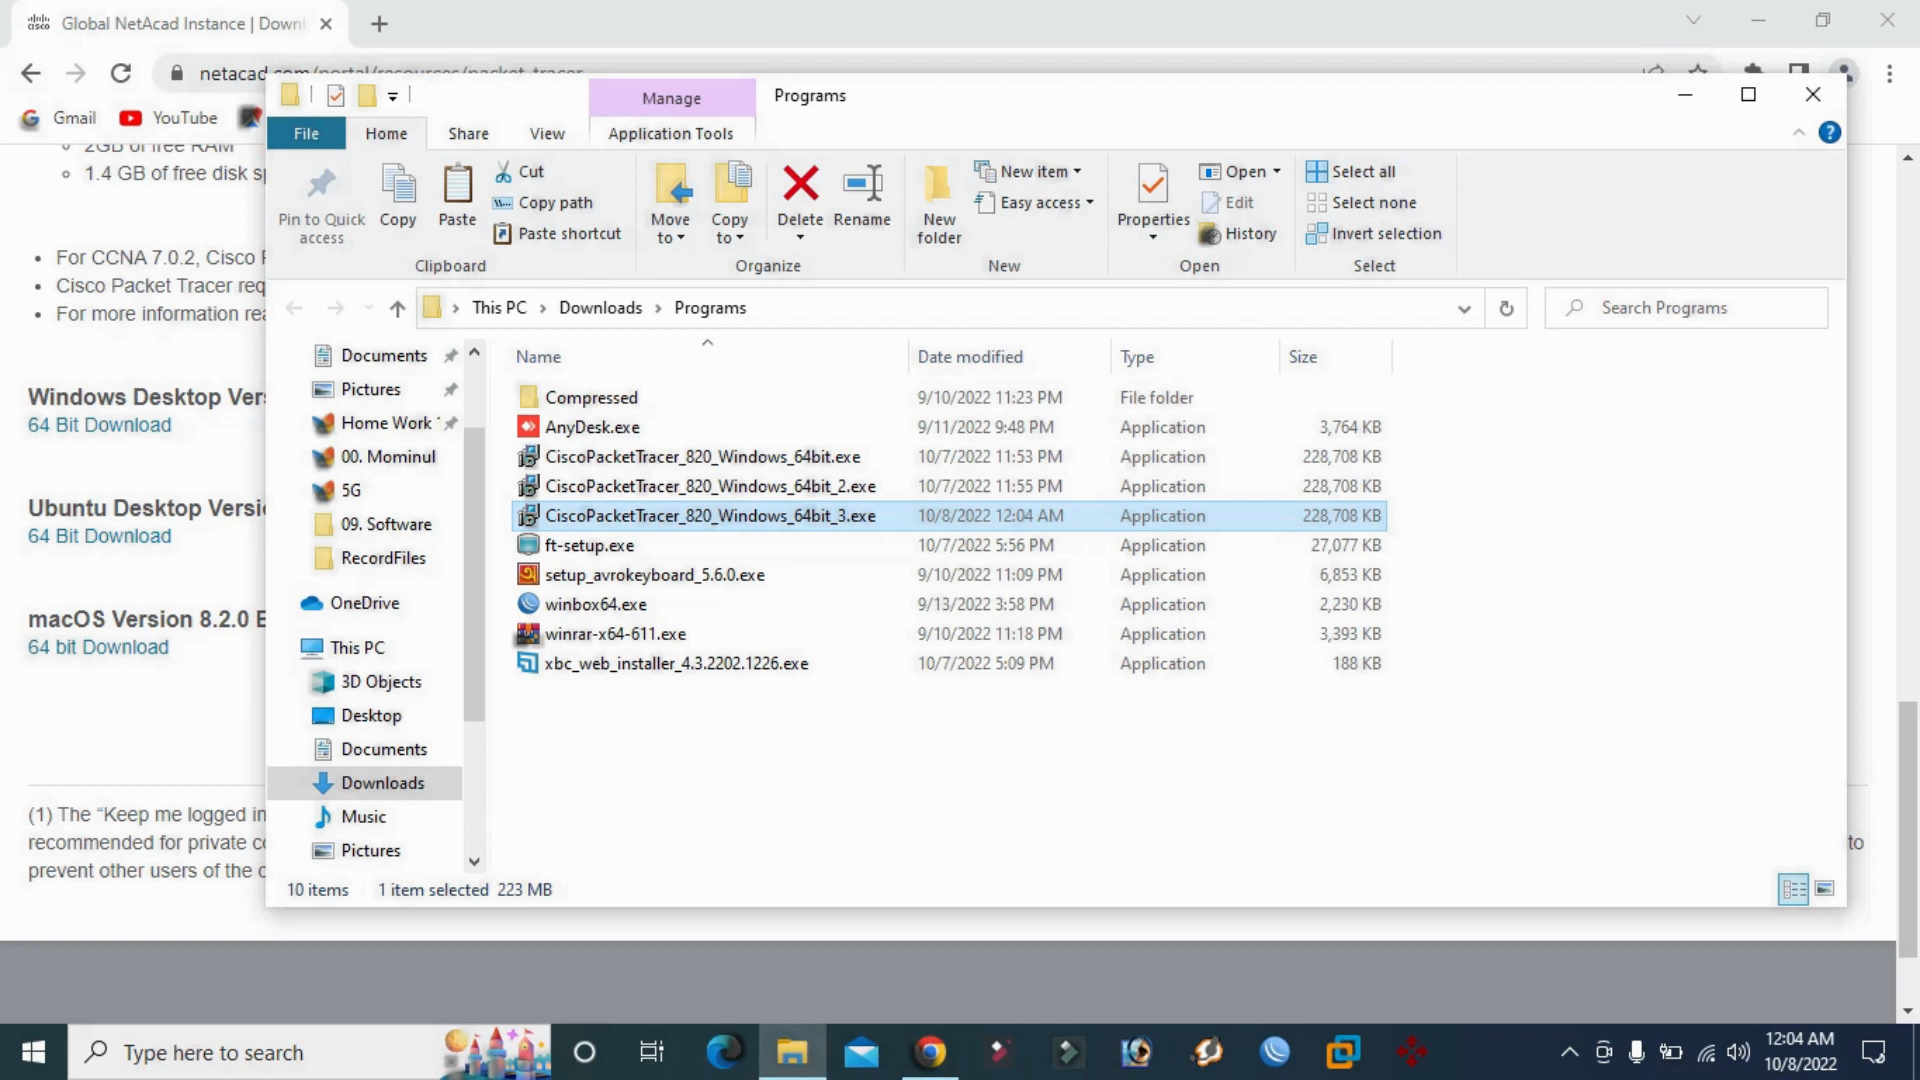 Global NetAcad Instance | Downl
netacad.com/portal/resources/packet-tracer
Gmail
YouTube
2GB of free RAM
1.4 GB of free disk sp
For CCNA 7.0.2, Cisco P
Cisco Packet Tracer req
For more information rea
Windows Desktop Ver
64 Bit Download
Ubuntu Desktop Versi
64 Bit Download
macOS Version 8.2.0 E
64 bit Download
(1) The “Keep me logged in
recommended for private co
to
prevent other users of the c
Manage
Programs
File
Home
Share
View
Application Tools
Pin to Quick access
Copy
Paste
Cut
Copy path
Paste shortcut
Clipboard
Move to
Copy to
Delete
Rename
Organize
New folder
New item
Easy access
New
Properties
Open
Edit
History
Open
Select all
Select none
Invert selection
Select
This PC > Downloads > Programs
Search Programs
Documents
Pictures
Home Work
00. Mominul
5G
09. Software
RecordFiles
OneDrive
This PC
3D Objects
Desktop
Documents
Downloads
Music
Pictures
Name Date modified Type Size
Compressed 9/10/2022 11:23 PM File folder
AnyDesk.exe 9/11/2022 9:48 PM Application 3,764 KB
CiscoPacketTracer_820_Windows_64bit.exe 10/7/2022 11:53 PM Application 228,708 KB
CiscoPacketTracer_820_Windows_64bit_2.exe 10/7/2022 11:55 PM Application 228,708 KB
CiscoPacketTracer_820_Windows_64bit_3.exe 10/8/2022 12:04 AM Application 228,708 KB
ft-setup.exe 10/7/2022 5:56 PM Application 27,077 KB
setup_avrokeyboard_5.6.0.exe 9/10/2022 11:09 PM Application 6,853 KB
winbox64.exe 9/13/2022 3:58 PM Application 2,230 KB
winrar-x64-611.exe 9/10/2022 11:18 PM Application 3,393 KB
xbc_web_installer_4.3.2202.1226.exe 10/7/2022 5:09 PM Application 188 KB
10 items 1 item selected 223 MB
Type here to search
12:04 AM
10/8/2022